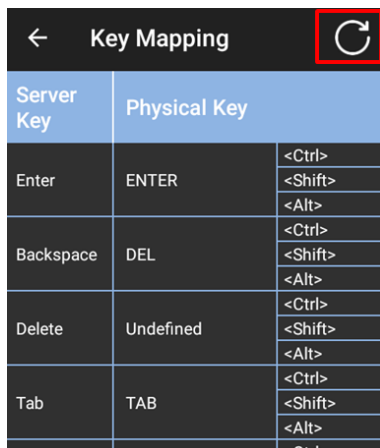 Key Mapping
Server Key
Physical Key
Enter
ENTER
<Ctrl>
<Shift>
<Alt>
Backspace
DEL
<Ctrl>
<Shift>
<Alt>
Delete
Undefined
<Ctrl>
<Shift>
<Alt>
Tab
TAB
<Ctrl>
<Shift>
<Alt>